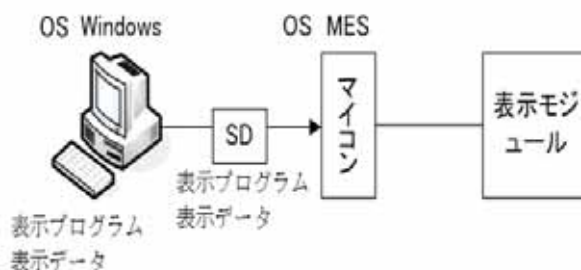 OS Windows
OS MES
SD
マイコン
表示モジ
ュール
表示プログラム
表示データ
表示プログラム
表示データ